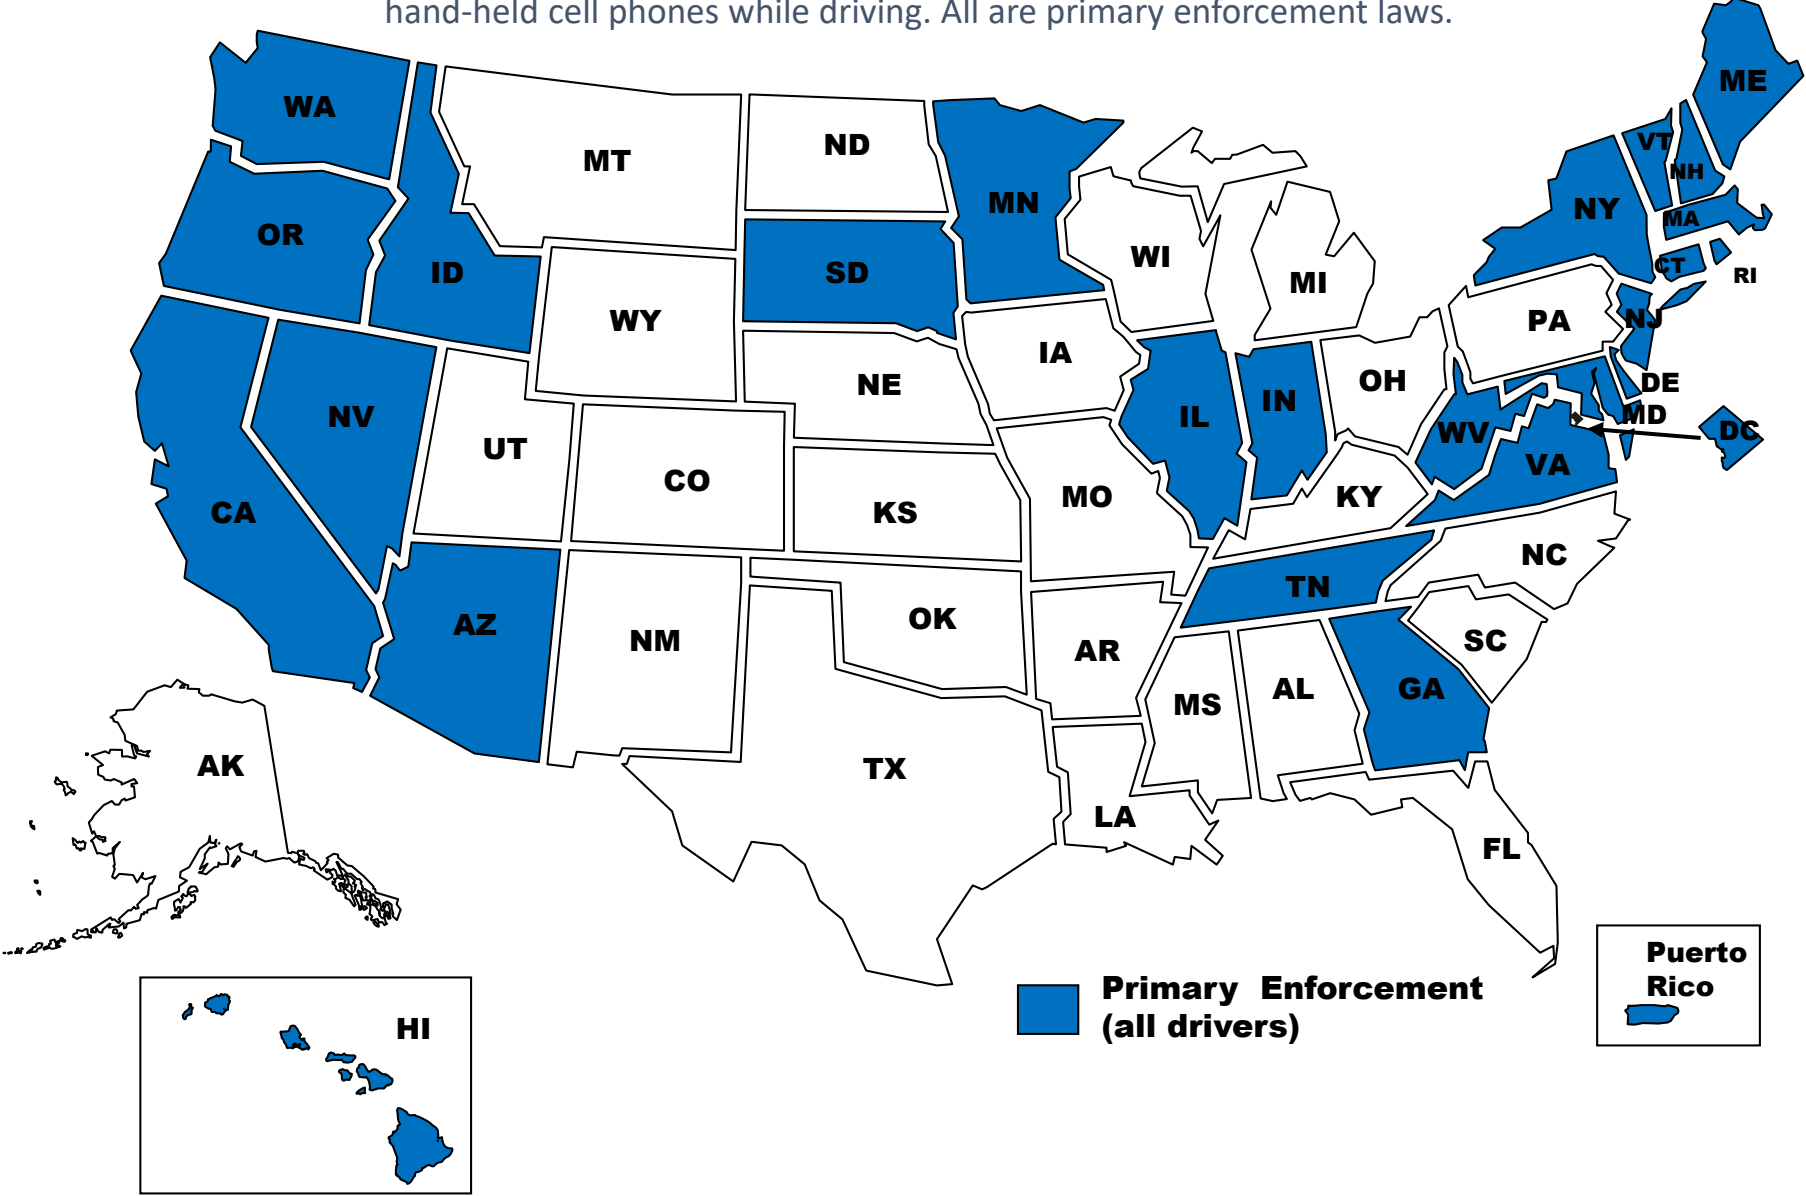 hand-held cell phones while driving. All are primary enforcement laws.
WA
MT
ND
MN
ME
VT
NH
OR
ID
SD
WI
MI
NY
MA
CT
RI
WY
IA
PA
NJ
NE
OH
DE
NV
UT
CO
IL
IN
WV
MD
DC
VA
CA
KS
MO
KY
NC
AZ
NM
OK
AR
TN
SC
MS
AL
GA
AK
TX
LA
FL
HI
Primary Enforcement
(all drivers)
Puerto
Rico